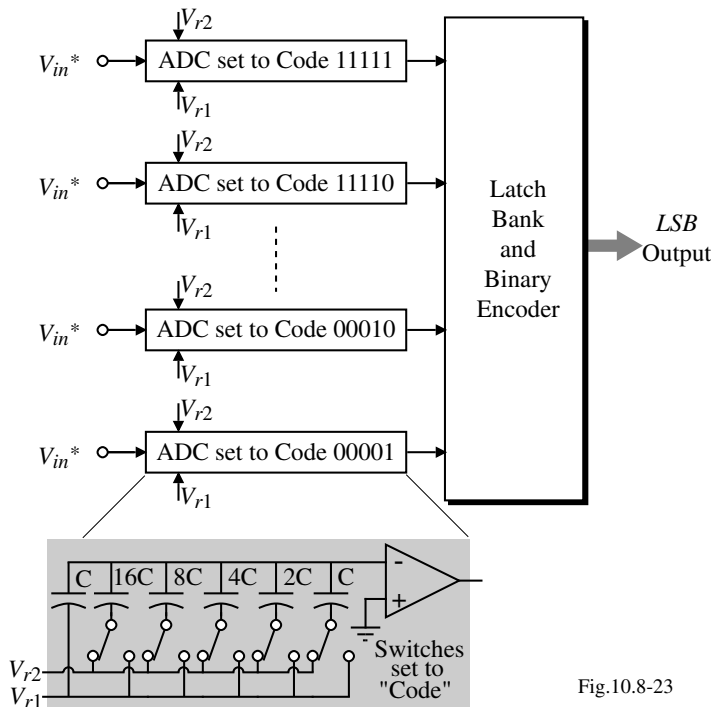 Vr2
Vin* ADC set to Code 11111
Vr1
Vr2
Vin* ADC set to Code 11110
Vr1
Vr2
Vin* ADC set to Code 00010
Vr1
Vr2
Vin* ADC set to Code 00001
Vr1
Latch
Bank
and
Binary
Encoder
LSB
Output
C 16C 8C 4C 2C C
-
+
Switches
set to
"Code"
Vr2
Vr1
Fig.10.8-23